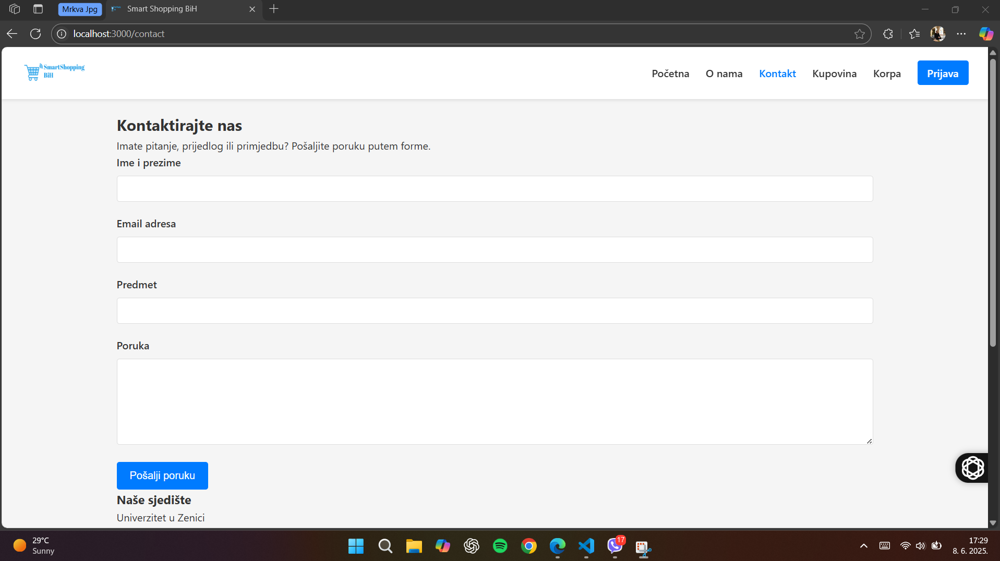 Mrkva Jpg
Smart Shopping BiH
localhost:3000/contact
SmartShopping
BiH
Početna
O nama
Kontakt
Kupovina
Korpa
Prijava
Kontaktirajte nas
Imate pitanje, prijedlog ili primjedbu? Pošaljite poruku putem forme.
Ime i prezime
Email adresa
Predmet
Poruka
Pošalji poruku
Naše sjedište
Univerzitet u Zenici
29°C
Sunny
17
17:29
8. 6. 2025.